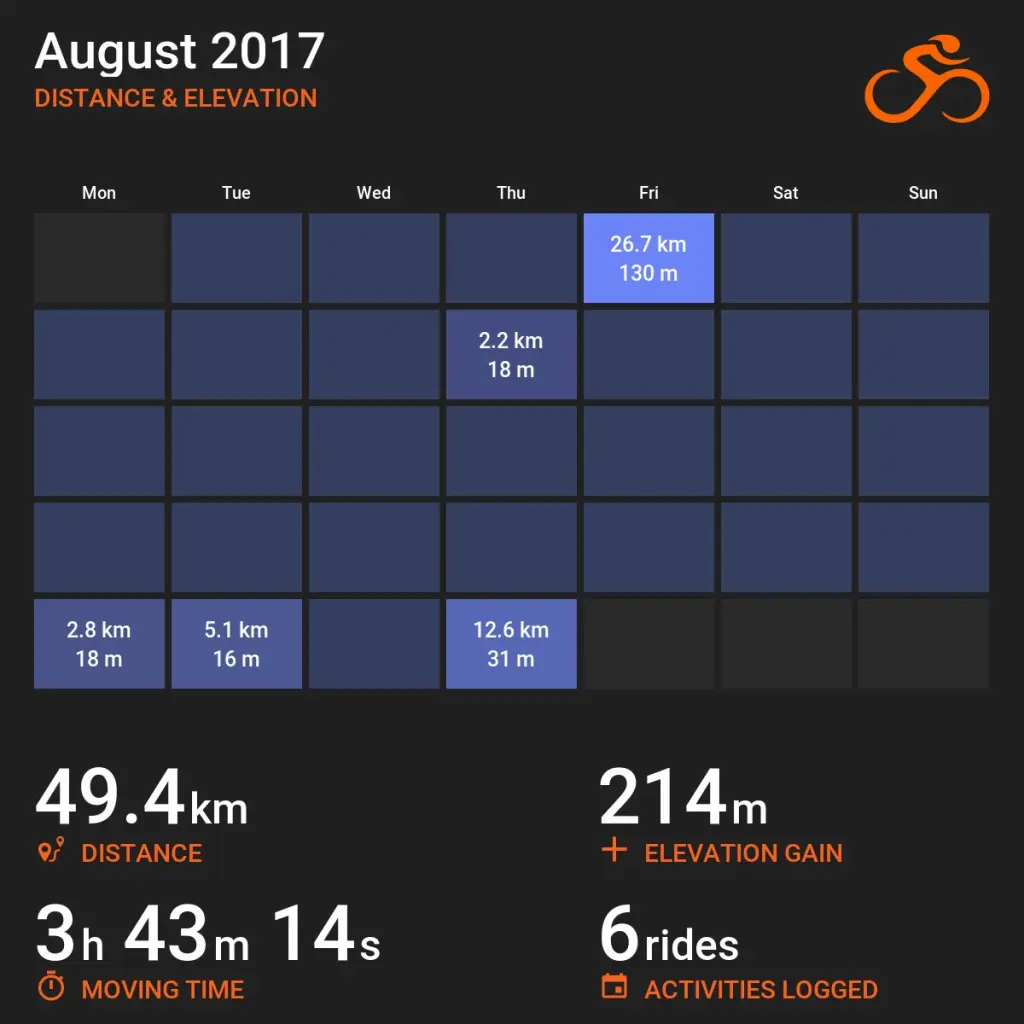 August 2017
DISTANCE & ELEVATION
Mon Tue Wed Thu Fri Sat Sun
26.7 km
130 m
2.2 km
18 m
2.8 km 5.1 km 12.6 km
18 m 16 m 31 m
49.4km 214m
DISTANCE ELEVATION GAIN
3h 43m 14s 6rides
MOVING TIME ACTIVITIES LOGGED